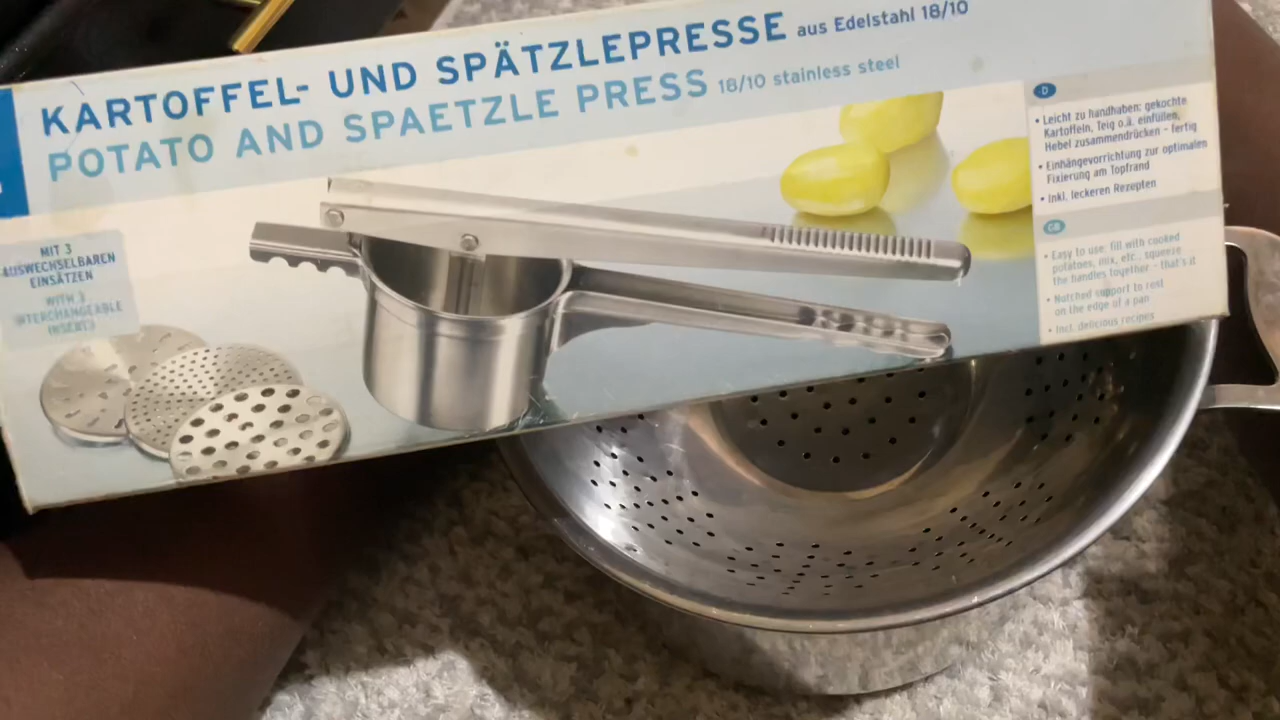 KARTOFFEL- UND SPÄTZLEPRESSE aus Edelstahl 18/10
POTATO AND SPAETZLE PRESS 18/10 stainless steel
MIT 3
AUSWECHSELBAREN
EINSÄTZEN
WITH 3
INTERCHANGEABLE
INSERTS
D
• Leicht zu handhaben: gekochte
Kartoffeln, Teig o.ä. einfüllen,
Hebel zusammendrücken - fertig
• Einhängevorrichtung zur optimalen
Fixierung am Topfrand
• Inkl. leckeren Rezepten
GB
• Easy to use: fill with cooked
potatoes, mix, etc., squeeze
the handles together - that's it
• Notched support to rest
on the edge of a pan
• Incl. delicious recipes